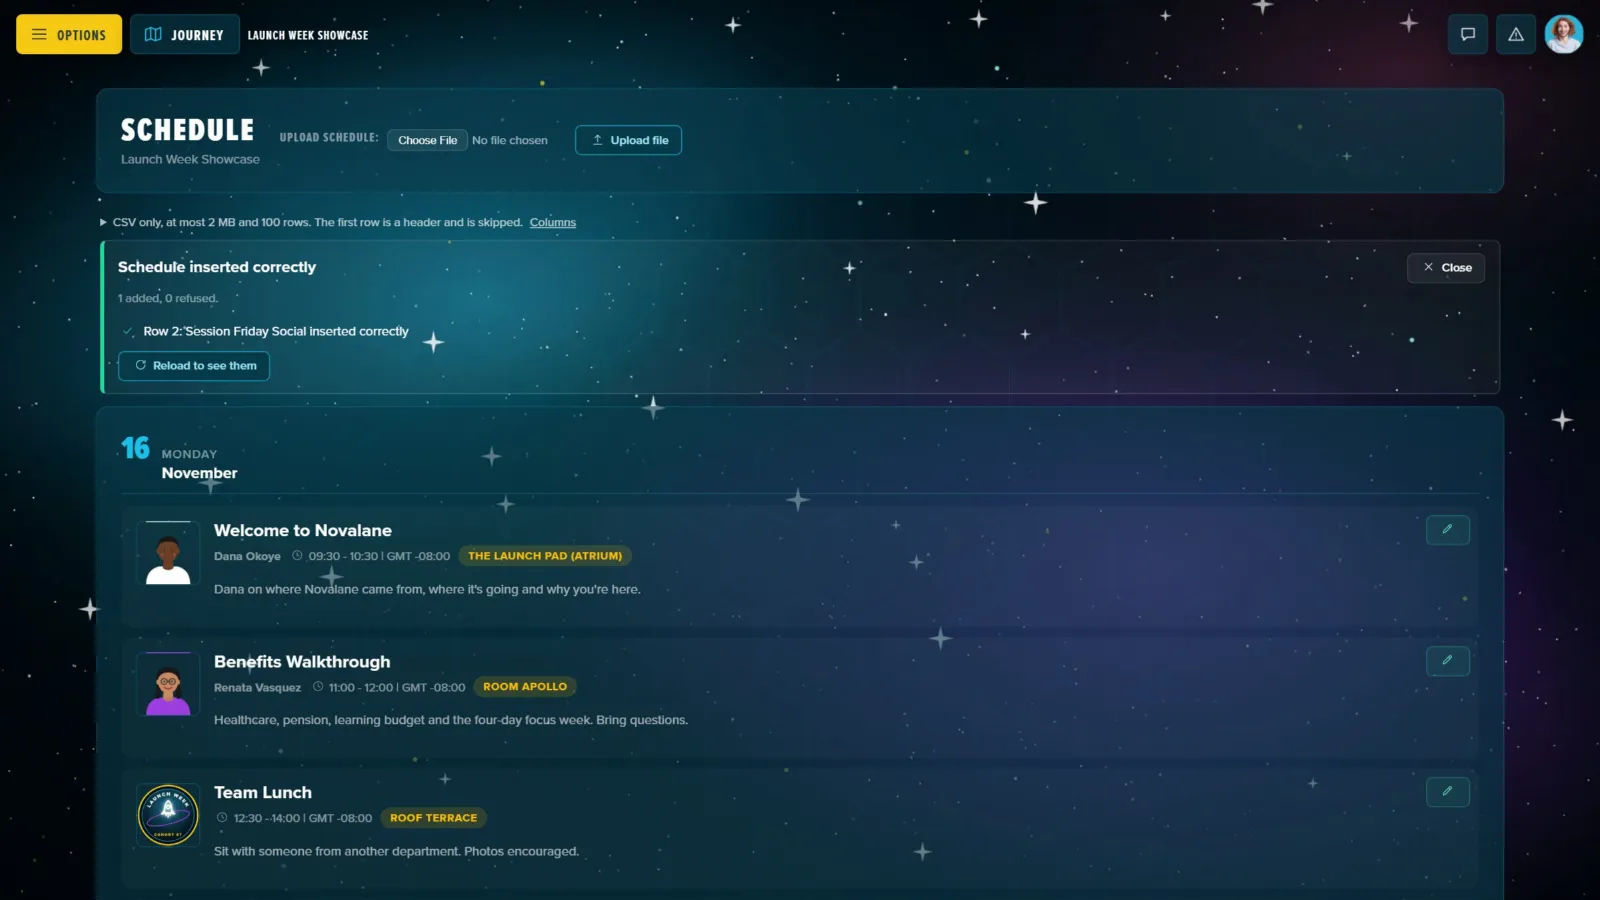 OPTIONS
JOURNEY
LAUNCH WEEK SHOWCASE
SCHEDULE
Launch Week Showcase
UPLOAD SCHEDULE:
Choose File No file chosen
Upload file
CSV only, at most 2 MB and 100 rows. The first row is a header and is skipped. Columns
Schedule inserted correctly
Close
1 added, 0 refused.
Row 2: Session Friday Social inserted correctly
Reload to see them
16
MONDAY
November
Welcome to Novalane
Dana Okoye 09:30 - 10:30 | GMT -08:00 THE LAUNCH PAD (ATRIUM)
Dana on where Novalane came from, where it's going and why you're here.
Benefits Walkthrough
Renata Vasquez 11:00 - 12:00 | GMT -08:00 ROOM APOLLO
Healthcare, pension, learning budget and the four-day focus week. Bring questions.
LAUNCH WEEK
Team Lunch
12:30 - 14:00 | GMT -08:00 ROOF TERRACE
Sit with someone from another department. Photos encouraged.